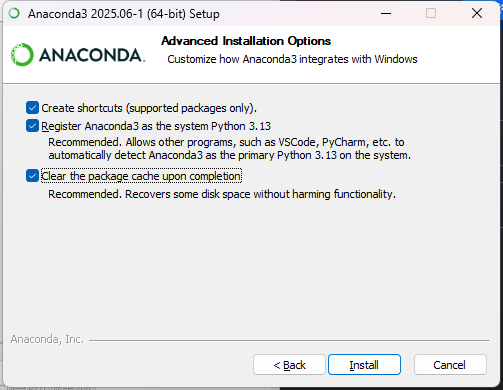 Anaconda3 2025.06-1 (64-bit) Setup
ANACONDA.
Advanced Installation Options
Customize how Anaconda3 integrates with Windows
Create shortcuts (supported packages only).
Register Anaconda3 as the system Python 3.13
Recommended. Allows other programs, such as VSCode, PyCharm, etc. to
automatically detect Anaconda3 as the primary Python 3.13 on the system.
Clear the package cache upon completion
Recommended. Recovers some disk space without harming functionality.
Anaconda, Inc.
< Back
Install
Cancel